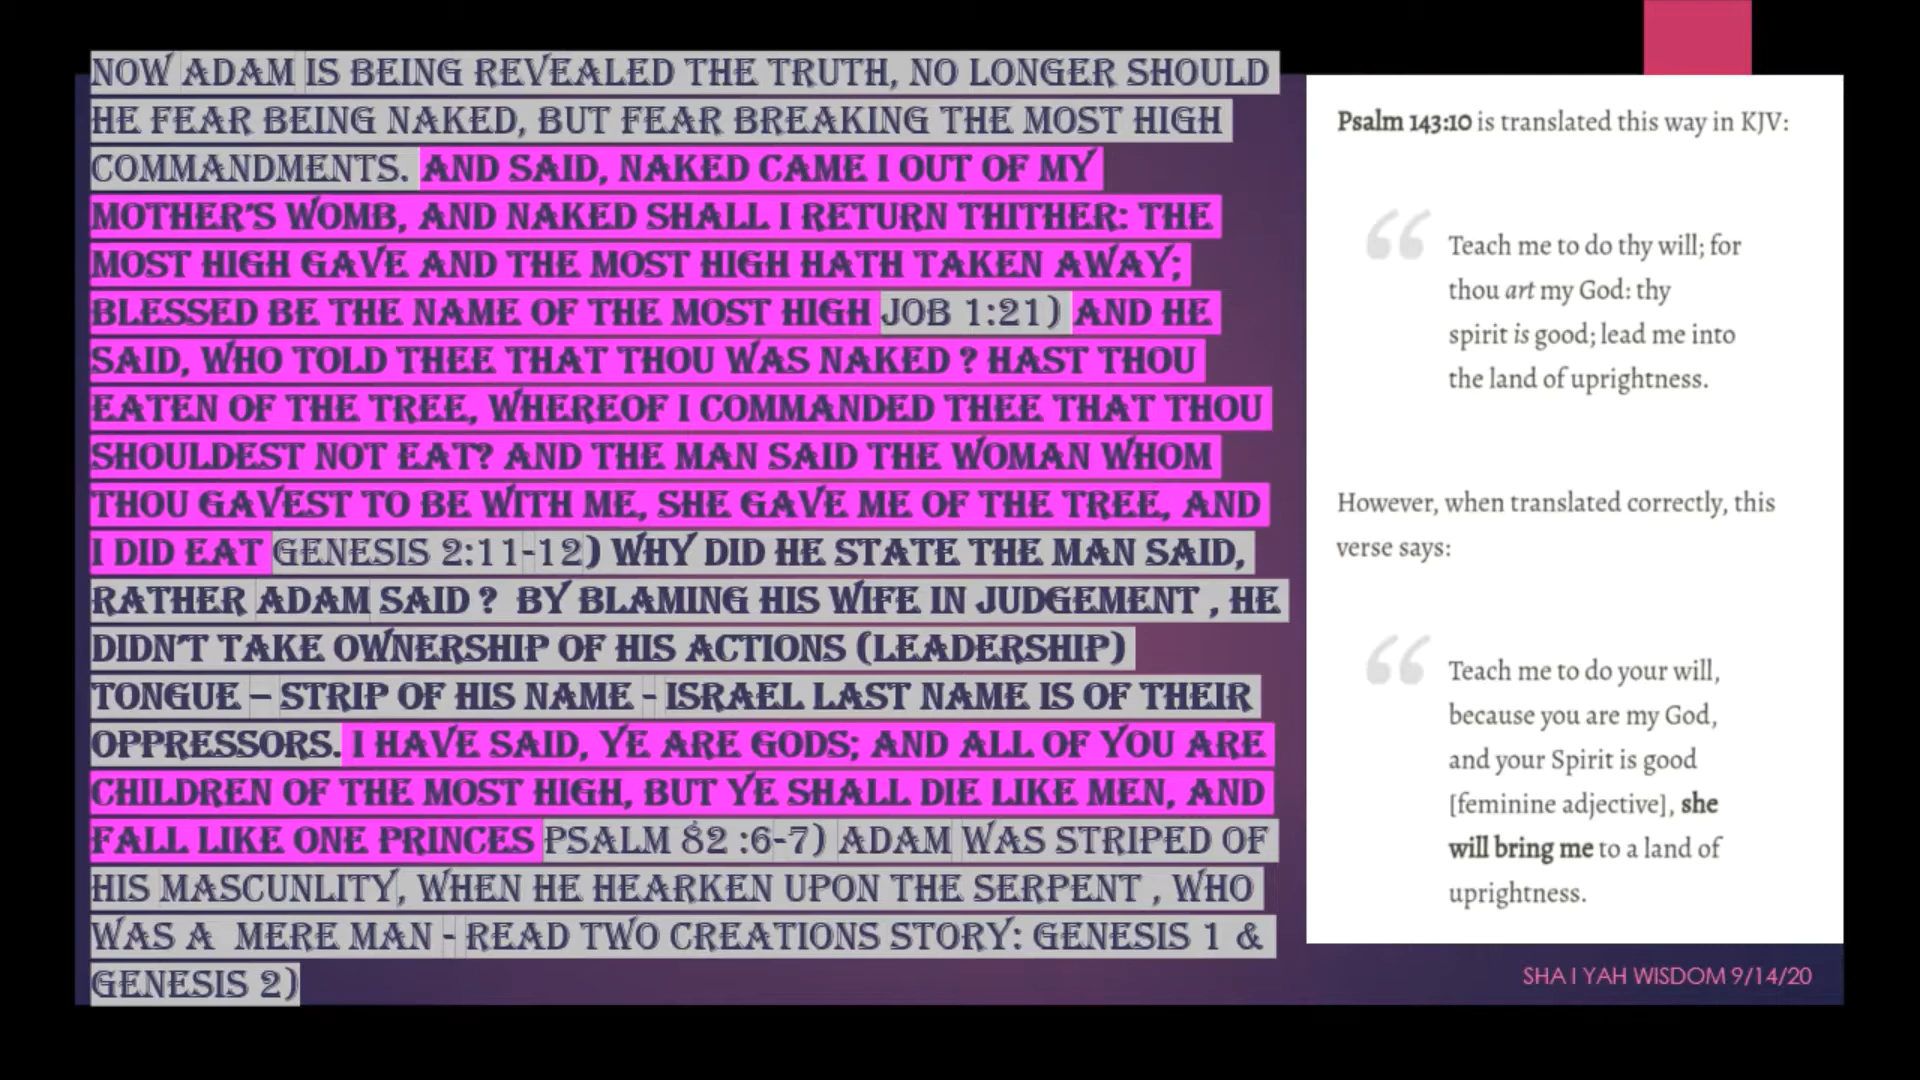 NOW ADAM IS BEING REVEALED THE TRUTH, NO LONGER SHOULD
HE FEAR BEING NAKED, BUT FEAR BREAKING THE MOST HIGH
COMMANDMENTS. AND SAID, NAKED CAME I OUT OF MY
MOTHER'S WOMB, AND NAKED SHALL I RETURN THITHER: THE
MOST HIGH GAVE AND THE MOST HIGH HATH TAKEN AWAY;
BLESSED BE THE NAME OF THE MOST HIGH JOB 1:21) AND HE
SAID, WHO TOLD THEE THAT THOU WAS NAKED ? HAST THOU
EATEN OF THE TREE, WHEREOF I COMMANDED THEE THAT THOU
SHOULDEST NOT EAT? AND THE MAN SAID THE WOMAN WHOM
THOU GAVEST TO BE WITH ME, SHE GAVE ME OF THE TREE, AND
I DID EAT GENESIS 2:11-12) WHY DID HE STATE THE MAN SAID,
RATHER ADAM SAID ? BY BLAMING HIS WIFE IN JUDGEMENT , HE
DIDN'T TAKE OWNERSHIP OF HIS ACTIONS (LEADERSHIP)
TONGUE – STRIP OF HIS NAME - ISRAEL LAST NAME IS OF THEIR
OPPRESSORS. I HAVE SAID, YE ARE GODS; AND ALL OF YOU ARE
CHILDREN OF THE MOST HIGH, BUT YE SHALL DIE LIKE MEN, AND
FALL LIKE ONE PRINCES PSALM 82 :6-7) ADAM WAS STRIPED OF
HIS MASCUNLITY, WHEN HE HEARKEN UPON THE SERPENT , WHO
WAS A MERE MAN - READ TWO CREATIONS STORY: GENESIS 1 &
GENESIS 2)
Psalm 143:10 is translated this way in KJV:
“
Teach me to do thy will; for
thou art my God: thy
spirit is good; lead me into
the land of uprightness.
However, when translated correctly, this
verse says:
“
Teach me to do your will,
because you are my God,
and your Spirit is good
[feminine adjective], she
will bring me to a land of
uprightness.
SHA I YAH WISDOM 9/14/20